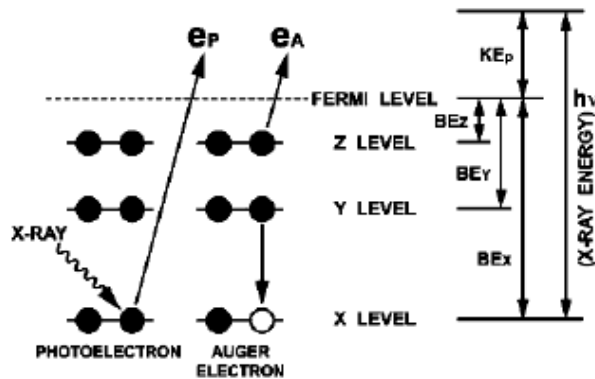 eP eA
KEP
FERMI LEVEL
hν
(X-RAY ENERGY)
BEZ
Z LEVEL
BEY
Y LEVEL
X-RAY
BEX
X LEVEL
PHOTOELECTRON
AUGER
ELECTRON